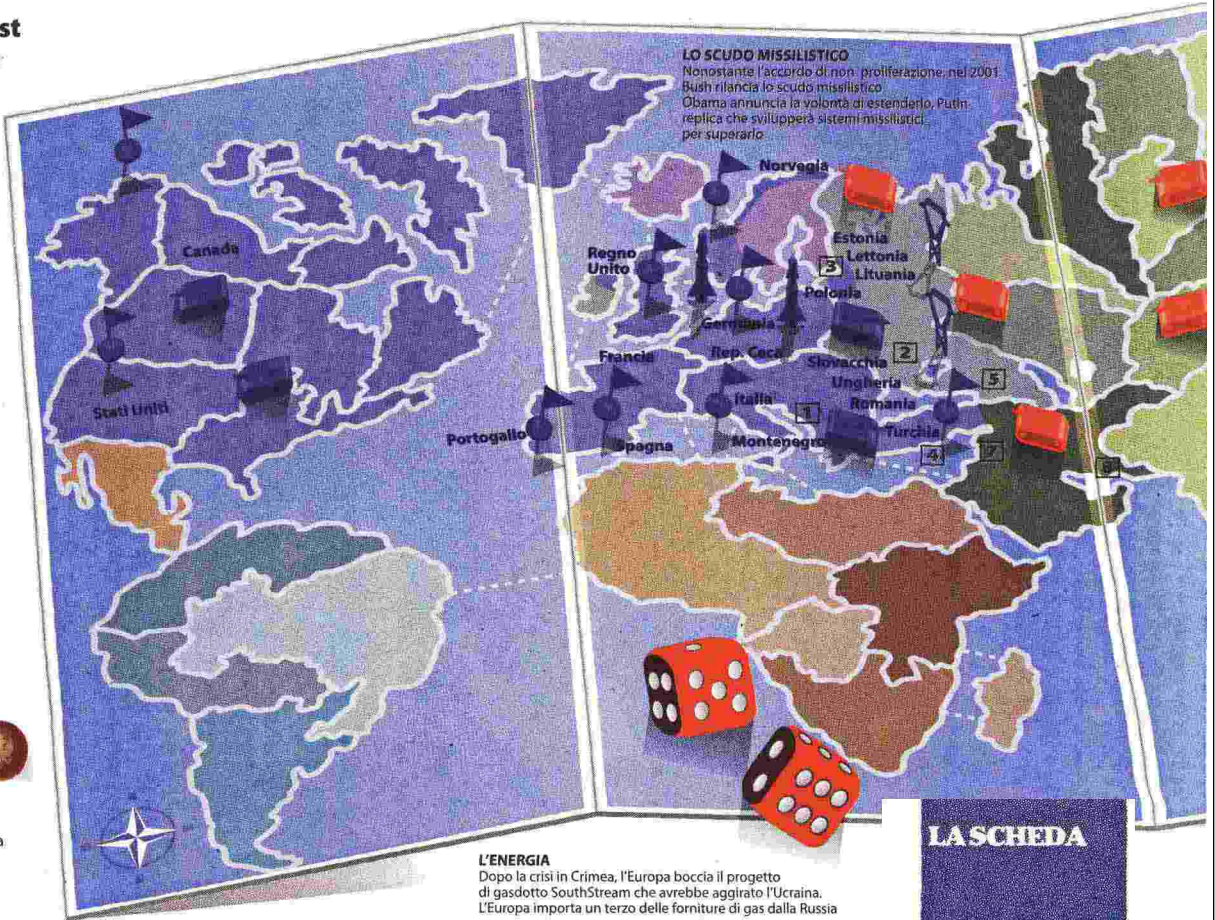 st
LO SCUDO MISSILISTICO
Nonostante l'accordo di non proliferazione, nel 2001
Bush rilancia lo scudo missilistico
Obama annuncia la volontà di estenderlo, Putin
replica che svilupperà sistemi missilistici
per superarlo
Norvegia
Canada
Regno
Unito
Estonia
3
Lettonia
Lituania
Polonia
Germania
Francia
Rep. Ceca
Slovacchia
2
Ungheria
5
Stati Uniti
Italia
1
Romania
Portogallo
Spagna
Montenegro
Turchia
4
7
LA SCHEDA
L'ENERGIA
Dopo la crisi in Crimea, l'Europa boccia il progetto
di gasdotto SouthStream che avrebbe aggirato l'Ucraina.
L'Europa importa un terzo delle forniture di gas dalla Russia